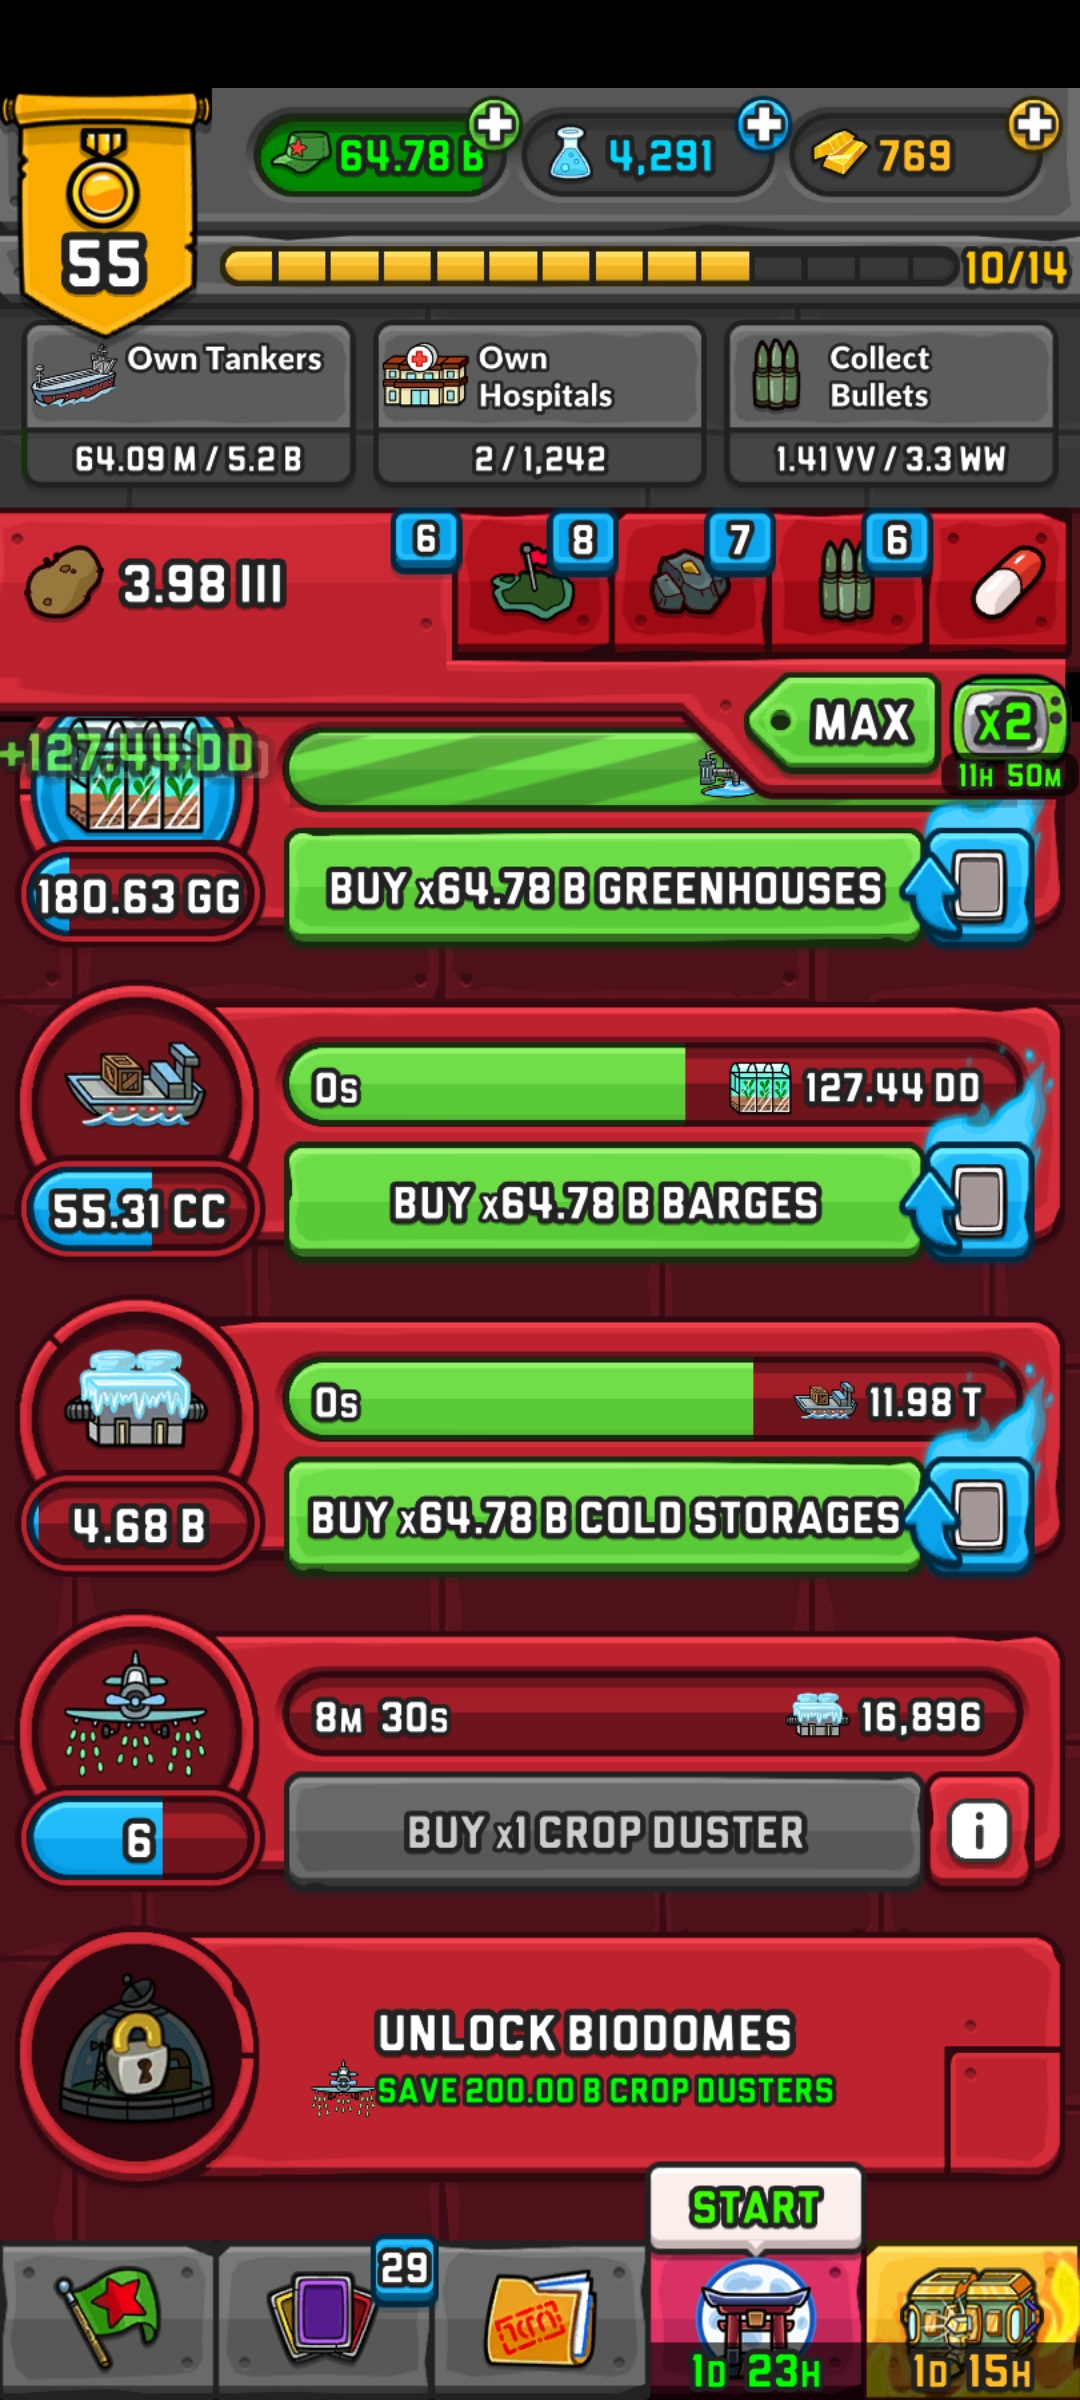 64.78 B
4,291
769
55
10/14
Own Tankers
64.09 M / 5.2 B
Own
Hospitals
2 / 1,242
Collect
Bullets
1.41 VV / 3.3 WW
3.98 III
6
8
7
6
MAX
x2
11H 50M
+127.44 DD
180.63 GG
BUY x64.78 B GREENHOUSES
0s
127.44 DD
55.31 CC
BUY x64.78 B BARGES
0s
11.98 T
4.68 B
BUY x64.78 B COLD STORAGES
8M 30s
16,896
6
BUY x1 CROP DUSTER
i
UNLOCK BIODOMES
SAVE 200.00 B CROP DUSTERS
START
29
1D 23H
1D 15H